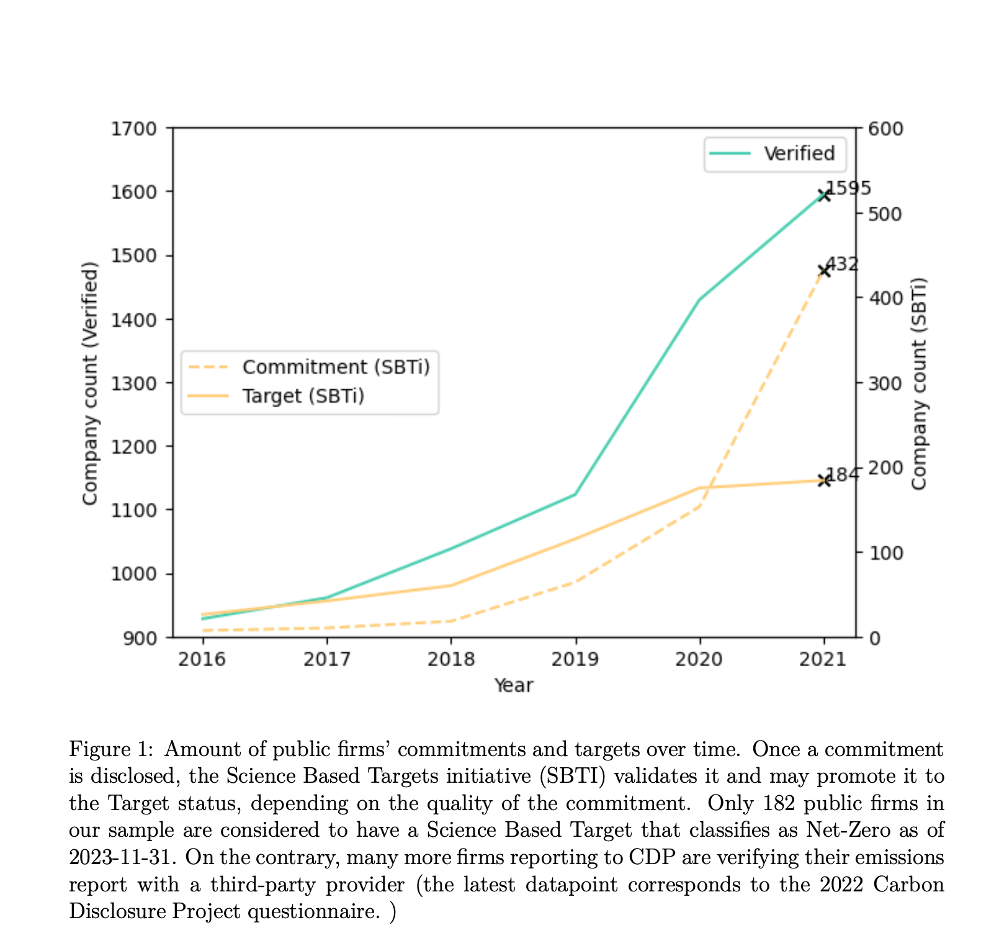 1700
1600
1500
1400
1300
1200
1100
1000
900
Company count (Verified)
600
500
400
300
200
100
0
Company count (SBTi)
Verified
Commitment (SBTi)
Target (SBTi)
1595
432
184
2016 2017 2018 2019 2020 2021
Year
Figure 1: Amount of public firms’ commitments and targets over time. Once a commitment
is disclosed, the Science Based Targets initiative (SBTI) validates it and may promote it to
the Target status, depending on the quality of the commitment. Only 182 public firms in
our sample are considered to have a Science Based Target that classifies as Net-Zero as of
2023-11-31. On the contrary, many more firms reporting to CDP are verifying their emissions
report with a third-party provider (the latest datapoint corresponds to the 2022 Carbon
Disclosure Project questionnaire. )